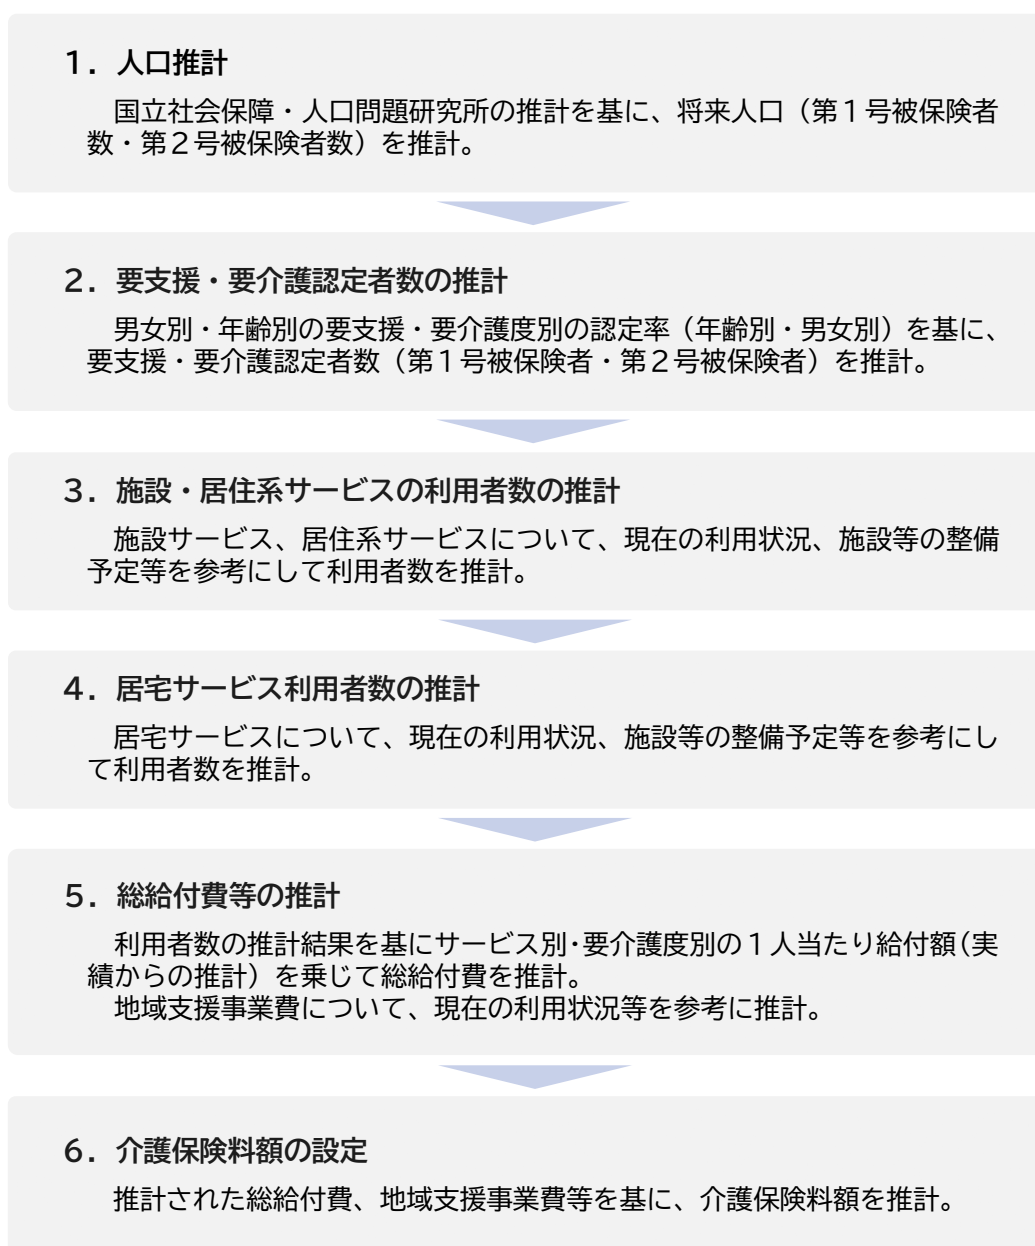 １．人口推計
国立社会保障・人口問題研究所の推計を基に、将来人口（第１号被保険者
数・第２号被保険者数）を推計。
２．要支援・要介護認定者数の推計
男女別・年齢別の要支援・要介護度別の認定率（年齢別・男女別）を基に、
要支援・要介護認定者数（第１号被保険者・第２号被保険者）を推計。
３．施設・居住系サービスの利用者数の推計
施設サービス、居住系サービスについて、現在の利用状況、施設等の整備
予定等を参考にして利用者数を推計。
４．居宅サービス利用者数の推計
居宅サービスについて、現在の利用状況、施設等の整備予定等を参考にし
て利用者数を推計。
５．総給付費等の推計
利用者数の推計結果を基にサービス別･要介護度別の１人当たり給付額(実
績からの推計）を乗じて総給付費を推計。
地域支援事業費について、現在の利用状況等を参考に推計。
６．介護保険料額の設定
推計された総給付費、地域支援事業費等を基に、介護保険料額を推計。